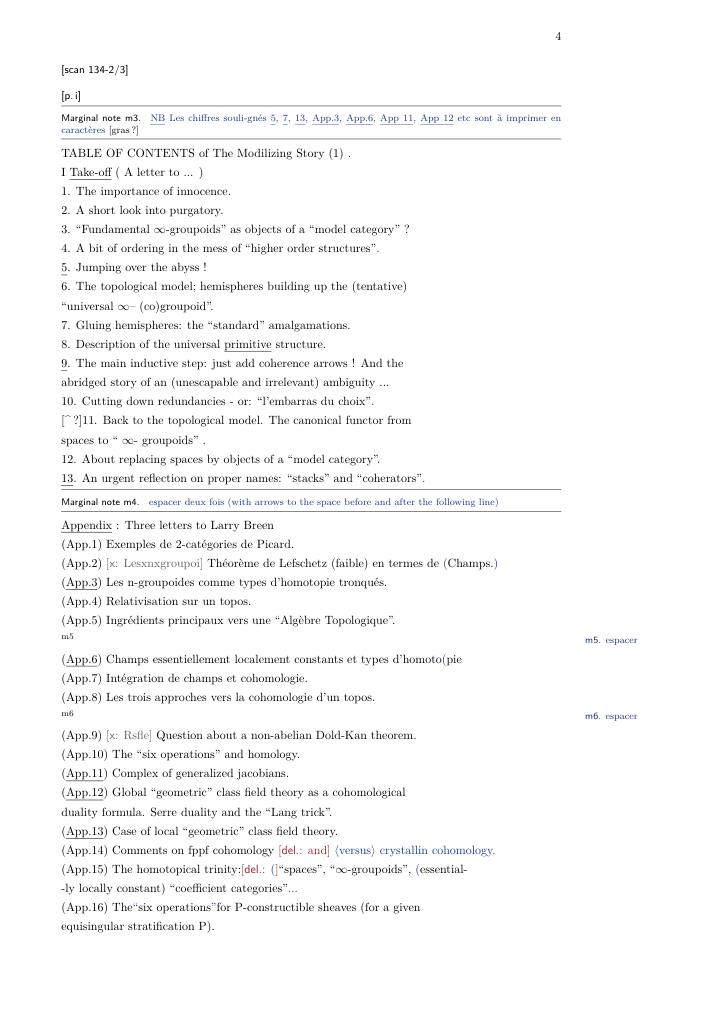 4
[scan 134-2/3]
[p. i]
Marginal note m3. NB Les chiffres souli-gnés 5, 7, 13, App.3, App.6, App 11, App 12 etc sont à imprimer en
caractères [gras ?]
TABLE OF CONTENTS of The Modilizing Story (1) .
I Take-off ( A letter to ... )
1. The importance of innocence.
2. A short look into purgatory.
3. “Fundamental ∞-groupoids” as objects of a “model category” ?
4. A bit of ordering in the mess of “higher order structures”.
5. Jumping over the abyss !
6. The topological model; hemispheres building up the (tentative)
“universal ∞– (co)groupoid”.
7. Gluing hemispheres: the “standard” amalgamations.
8. Description of the universal primitive structure.
9. The main inductive step: just add coherence arrows ! And the
abridged story of an (unescapable and irrelevant) ambiguity ...
10. Cutting down redundancies - or: “l’embarras du choix”.
[ˆ ?]11. Back to the topological model. The canonical functor from
spaces to “ ∞- groupoids” .
12. About replacing spaces by objects of a “model category”.
13. An urgent reflection on proper names: “stacks” and “coherators”.
Marginal note m4. espacer deux fois (with arrows to the space before and after the following line)
Appendix : Three letters to Larry Breen
(App.1) Exemples de 2-catégories de Picard.
(App.2) [x: Lesxnxgroupoi] Théorème de Lefschetz (faible) en termes de (Champs.)
(App.3) Les n-groupoides comme types d’homotopie tronqués.
(App.4) Relativisation sur un topos.
(App.5) Ingrédients principaux vers une “Algèbre Topologique”.
m5
m5. espacer
(App.6) Champs essentiellement localement constants et types d’homoto(pie
(App.7) Intégration de champs et cohomologie.
(App.8) Les trois approches vers la cohomologie d’un topos.
m6
m6. espacer
(App.9) [x: Rsfle] Question about a non-abelian Dold-Kan theorem.
(App.10) The “six operations” and homology.
(App.11) Complex of generalized jacobians.
(App.12) Global “geometric” class field theory as a cohomological
duality formula. Serre duality and the “Lang trick”.
(App.13) Case of local “geometric” class field theory.
(App.14) Comments on fppf cohomology [del.: and] ⟨versus⟩ crystallin cohomology.
(App.15) The homotopical trinity:[del.: (]“spaces”, “∞-groupoids”, (essential-
-ly locally constant) “coefficient categories”...
(App.16) The“six operations”for P-constructible sheaves (for a given
equisingular stratification P).